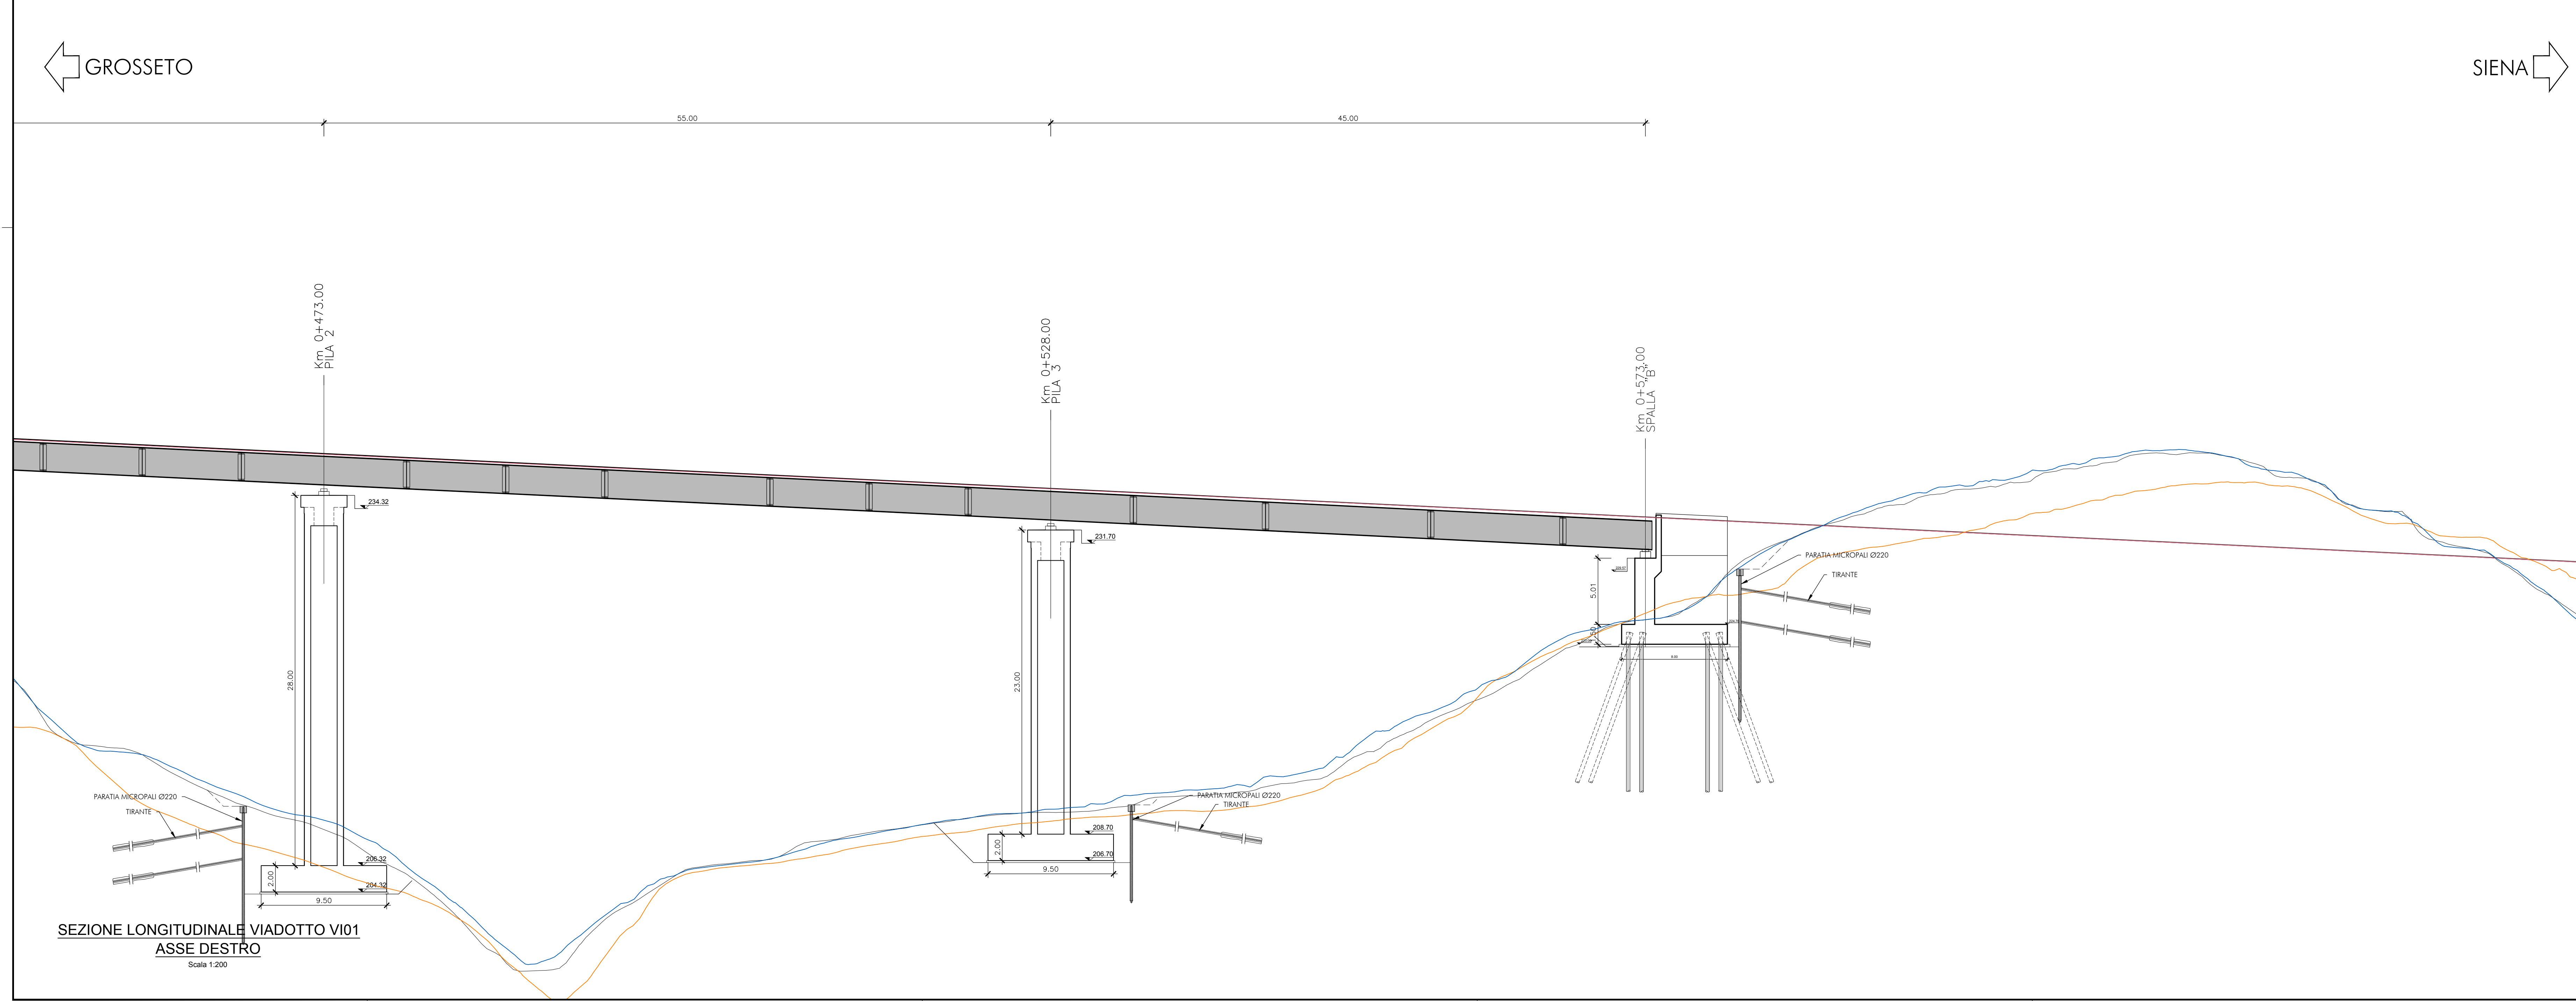 GROSSETO
SIENA
55.00
45.00
Km 0+473.00
PILA 2
Km 0+528.00
PILA 3
Km 0+573.00
SPALLA "B"
234.32
231.70
28.00
23.00
5.01
PARATIA MICROPALI Ø220
TIRANTE
PARATIA MICROPALI Ø220
TIRANTE
206.32
2.00
204.32
9.50
PARATIA MICROPALI Ø220
TIRANTE
208.70
2.00
206.70
9.50
SEZIONE LONGITUDINALE VIADOTTO VI01
ASSE DESTRO
Scala 1:200